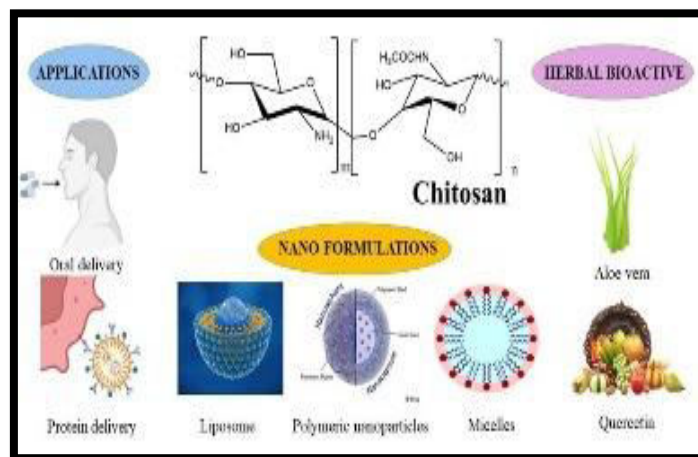 APPLICATIONS
HERBAL BIOACTIVE
HO
O
O
HO
NH₂
m
H₃COCHN
HO
O
O
OH
n
Chitosan
NANO FORMULATIONS
Oral delivery
Aloe vera
Protein delivery
Liposome
Polymeric nanoparticles
Micelles
Quercetin